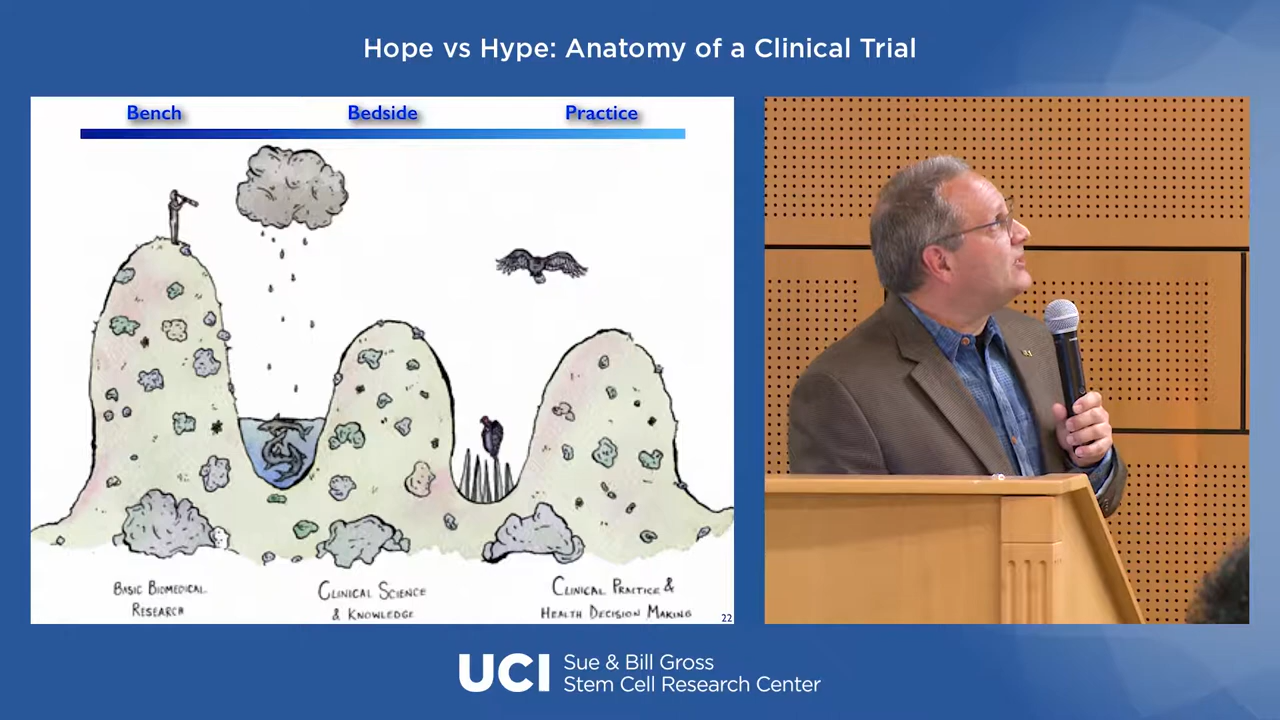 Hope vs Hype: Anatomy of a Clinical Trial
Bench
Bedside
Practice
BASIC BIOMEDICAL
RESEARCH
CLINICAL SCIENCE
& KNOWLEDGE
CLINICAL PRACTICE &
HEALTH DECISION MAKING
22
UCI
Sue & Bill Gross
Stem Cell Research Center